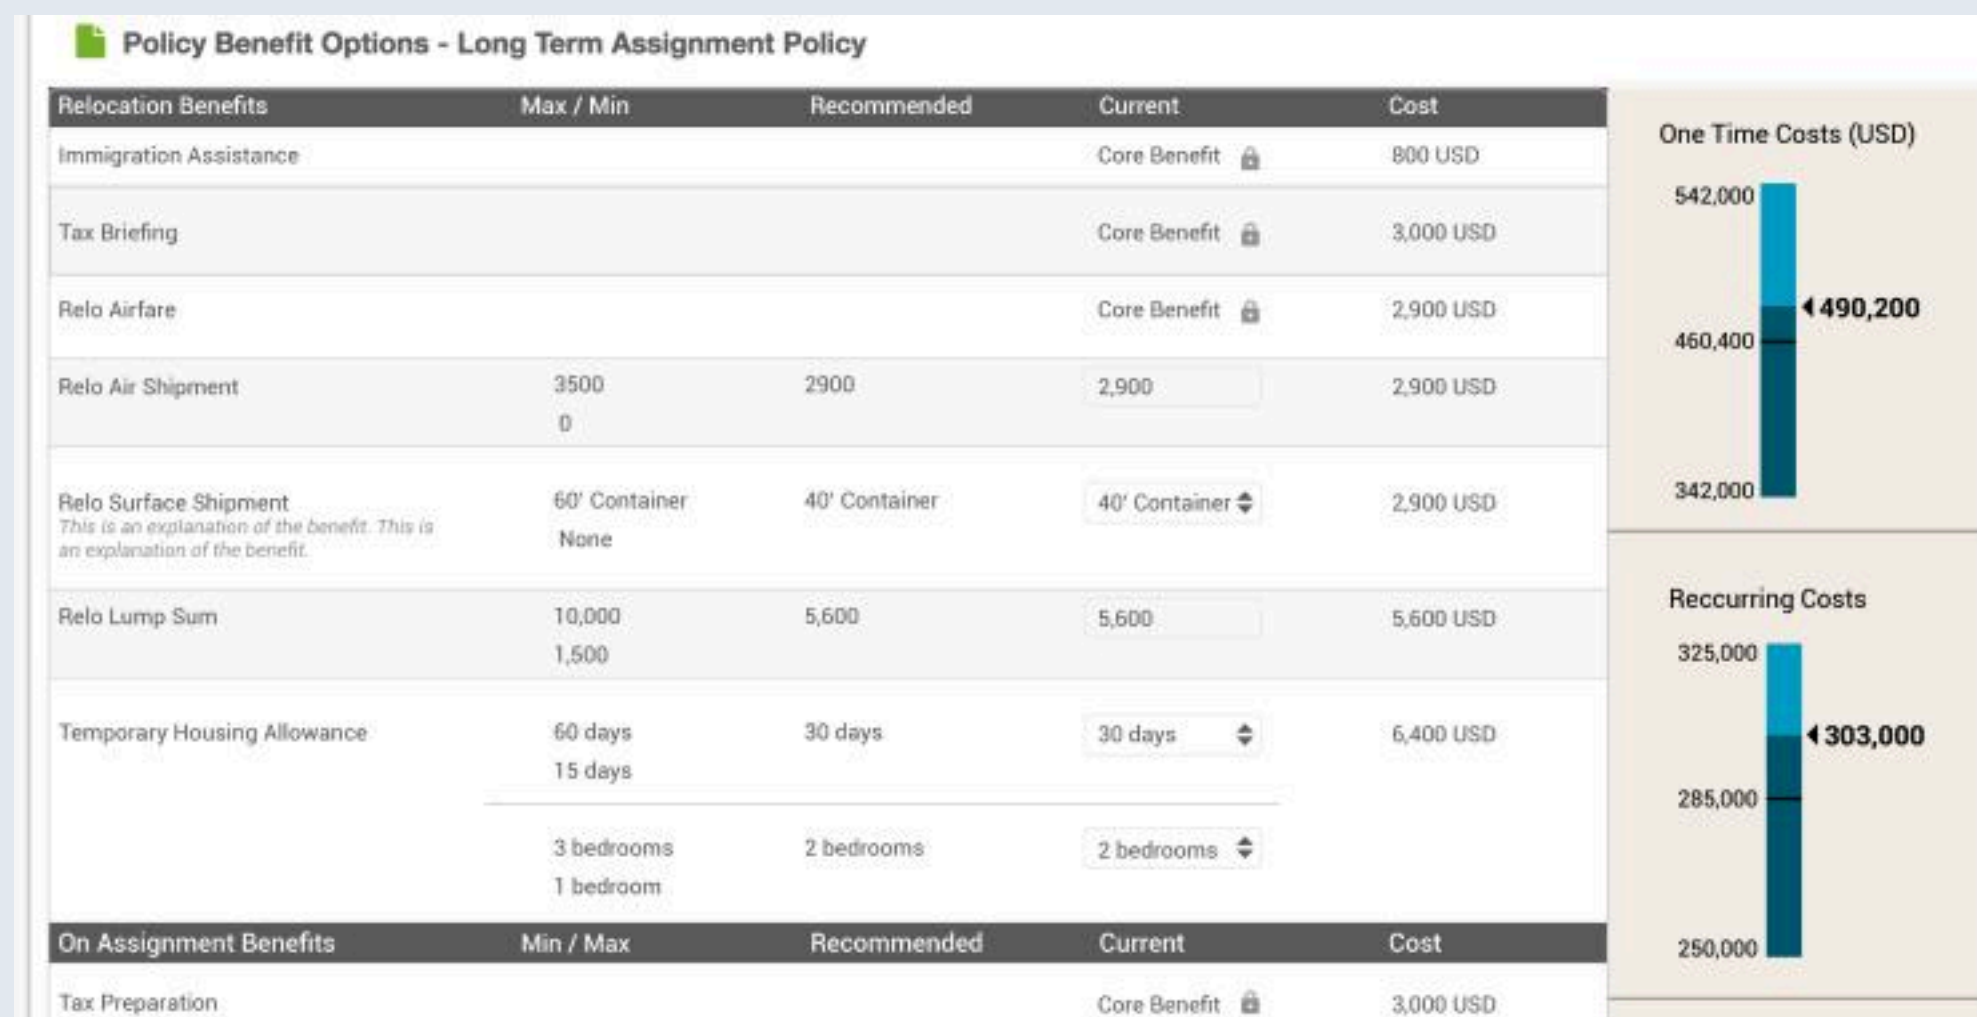 Policy Benefit Options - Long Term Assignment Policy
Relocation Benefits Max / Min Recommended Current Cost
Immigration Assistance Core Benefit 800 USD
Tax Briefing Core Benefit 3,000 USD
Relo Airfare Core Benefit 2,900 USD
Relo Air Shipment 3500 2900 2,900 2,900 USD
0
Relo Surface Shipment 60' Container 40' Container 40' Container 2,900 USD
This is an explanation of the benefit. This is
an explanation of the benefit.
None
Relo Lump Sum 10,000 5,600 5,600 5,600 USD
1,500
Temporary Housing Allowance 60 days 30 days 30 days 6,400 USD
15 days
3 bedrooms 2 bedrooms 2 bedrooms
1 bedroom
On Assignment Benefits Min / Max Recommended Current Cost
Tax Preparation Core Benefit 3,000 USD
One Time Costs (USD)
542,000
490,200
460,400
342,000
Reccurring Costs
325,000
303,000
285,000
250,000